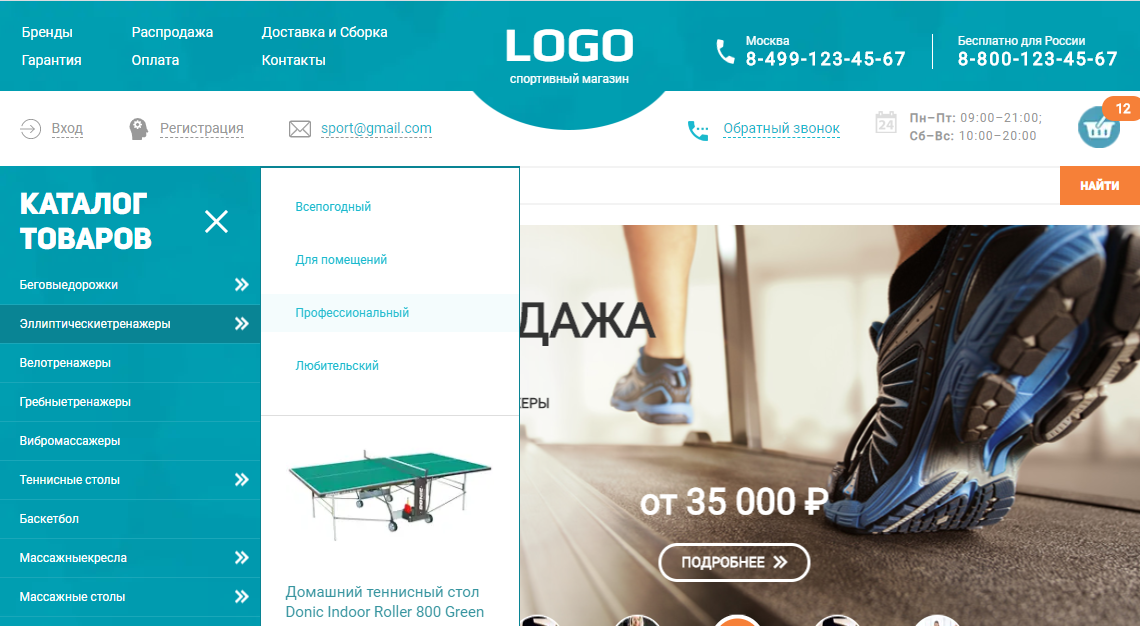 Бренды
Распродажа
Доставка и Сборка
Гарантия
Оплата
Контакты
LOGO
спортивный магазин
Москва
8-499-123-45-67
Бесплатно для России
8-800-123-45-67
Вход
Регистрация
sport@gmail.com
Обратный звонок
24
Пн–Пт: 09:00–21:00;
Сб–Вс: 10:00–20:00
12
КАТАЛОГ
ТОВАРОВ
НАЙТИ
Беговыедорожки
Эллиптическиетренажеры
Велотренажеры
Гребныетренажеры
Вибромассажеры
Теннисные столы
Баскетбол
Массажныекресла
Массажные столы
Всепогодный
Для помещений
Профессиональный
Любительский
Домашний теннисный стол
Donic Indoor Roller 800 Green
ДАЖА
ЕРЫ
от 35 000 ₽
ПОДРОБНЕЕ